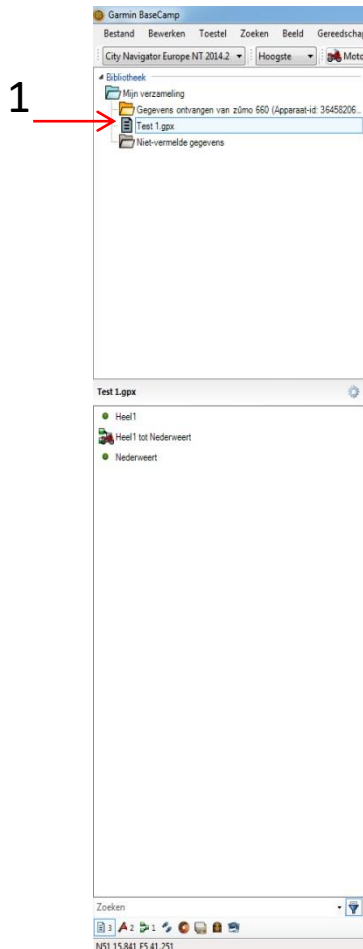 Garmin BaseCamp
Bestand Bewerken Toestel Zoeken Beeld Gereedschap
City Navigator Europe NT 2014.2 Hoogste Moto
Bibliotheek
Mijn verzameling
1
Gegevens ontvangen van zümo 660 (Apparaat-id: 36458206...
Test 1.gpx
Niet-vermelde gegevens
Test 1.gpx
Heel1
Heel1 tot Nederweert
Nederweert
Zoeken
3 2 1
N51 15.841 E5 41.251